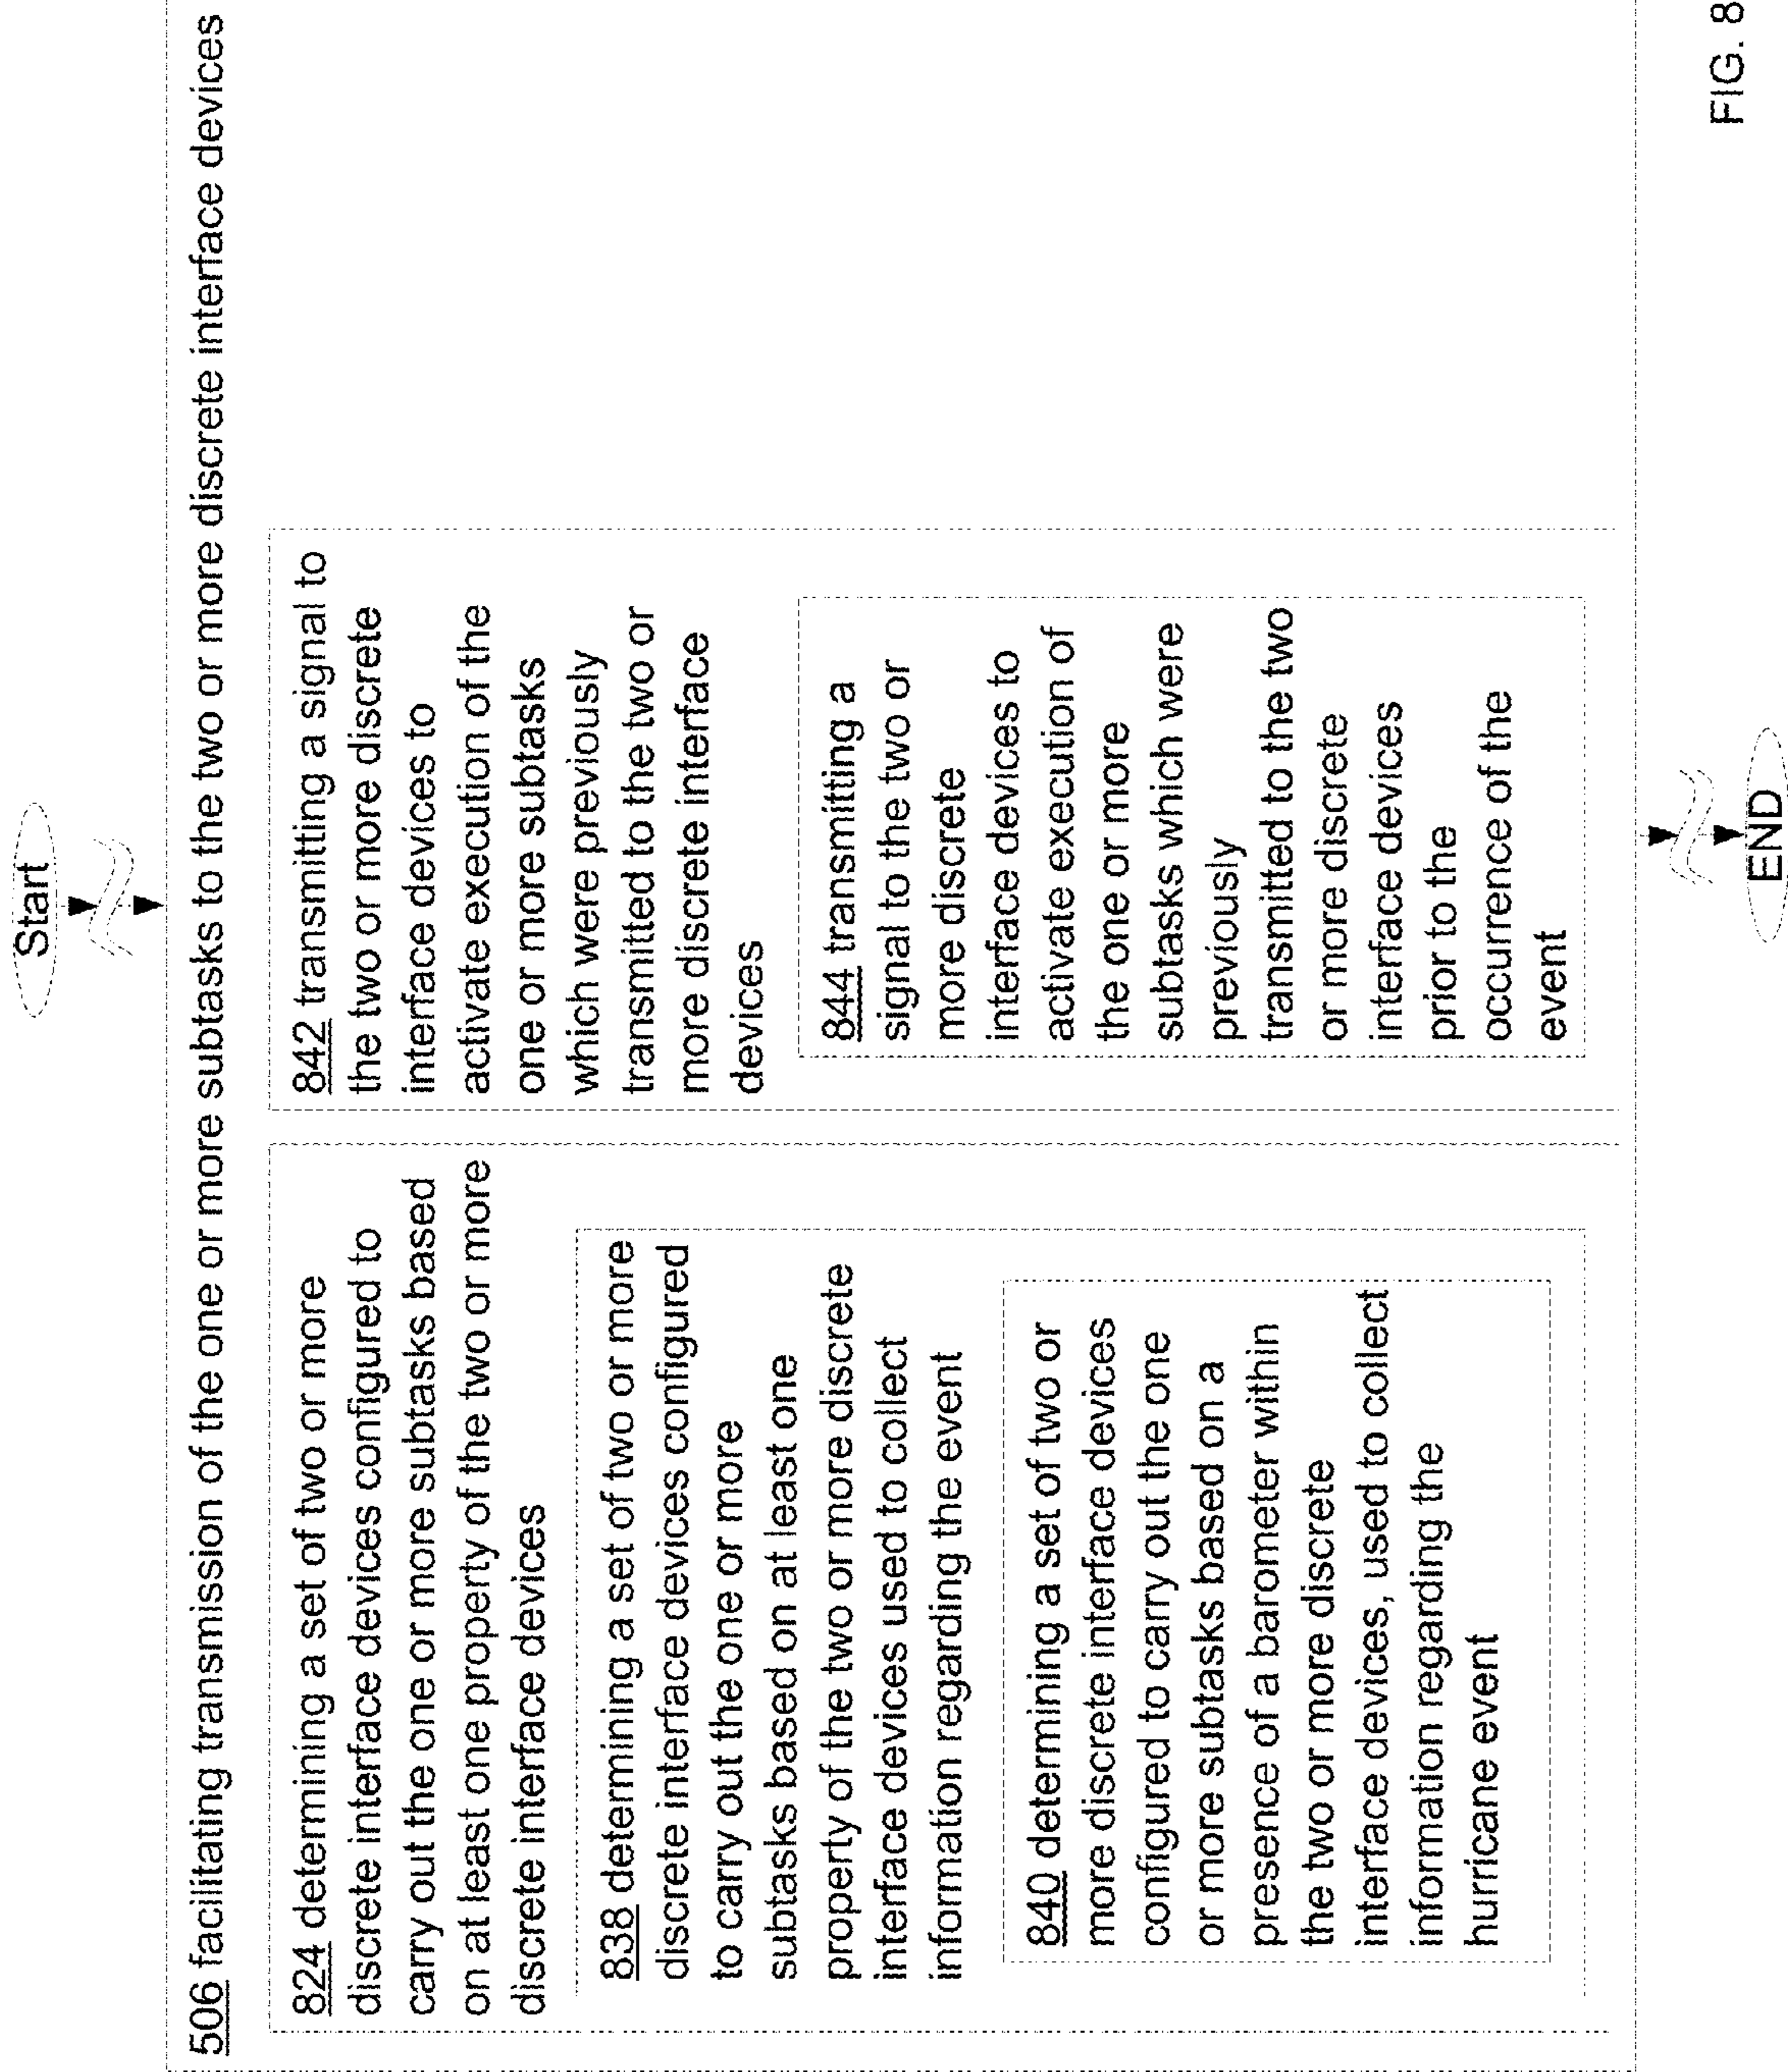 Start
506 facilitating transmission of the one or more subtasks to the two or more discrete interface devices
824 determining a set of two or more
discrete interface devices configured to
carry out the one or more subtasks based
on at least one property of the two or more
discrete interface devices
838 determining a set of two or more
discrete interface devices configured
to carry out the one or more
subtasks based on at least one
property of the two or more discrete
interface devices used to collect
information regarding the event
840 determining a set of two or
more discrete interface devices
configured to carry out the one
or more subtasks based on a
presence of a barometer within
the two or more discrete
interface devices, used to collect
information regarding the
hurricane event
842 transmitting a signal to
the two or more discrete
interface devices to
activate execution of the
one or more subtasks
which were previously
transmitted to the two or
more discrete interface
devices
844 transmitting a
signal to the two or
more discrete
interface devices to
activate execution of
the one or more
subtasks which were
previously
transmitted to the two
or more discrete
interface devices
prior to the
occurrence of the
event
END
FIG. 8